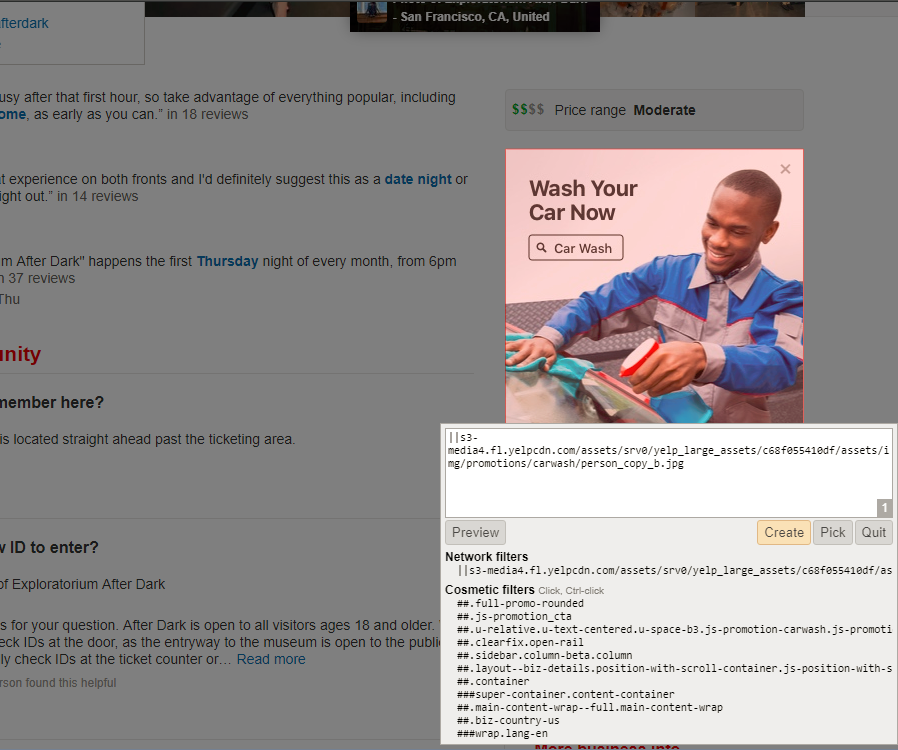 afterdark
- San Francisco, CA, United
usy after that first hour, so take advantage of everything popular, including
ome, as early as you can.” in 18 reviews
$$$$ Price range Moderate
at experience on both fronts and I'd definitely suggest this as a date night or
ight out.” in 14 reviews
Wash Your
Car Now
Car Wash
m After Dark" happens the first Thursday night of every month, from 6pm
n 37 reviews
Thu
unity
member here?
is located straight ahead past the ticketing area.
w ID to enter?
of Exploratorium After Dark
s for your question. After Dark is open to all visitors ages 18 and older.
eck IDs at the door, as the entryway to the museum is open to the public
ly check IDs at the ticket counter or… Read more
erson found this helpful
||s3-
media4.fl.yelpcdn.com/assets/srv0/yelp_large_assets/c68f055410df/assets/i
mg/promotions/carwash/person_copy_b.jpg
1
Preview Create Pick Quit
Network filters
||s3-media4.fl.yelpcdn.com/assets/srv0/yelp_large_assets/c68f055410df/as
Cosmetic filters Click, Ctrl-click
##.full-promo-rounded
##.js-promotion_cta
##.u-relative.u-text-centered.u-space-b3.js-promotion-carwash.js-promoti
##.clearfix.open-rail
##.sidebar.column-beta.column
##.layout--biz-details.position-with-scroll-container.js-position-with-s
##.container
###super-container.content-container
##.main-content-wrap--full.main-content-wrap
##.biz-country-us
###wrap.lang-en
More business info